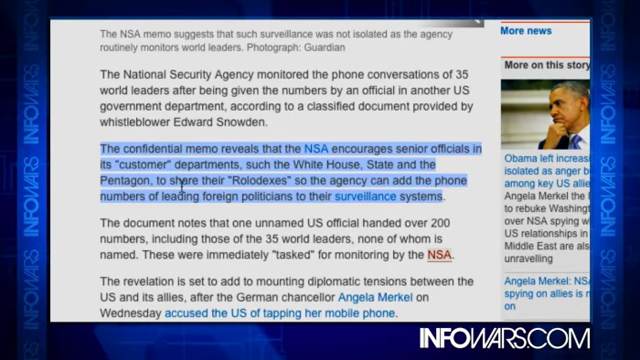 The NSA memo suggests that such surveillance was not isolated as the agency
routinely monitors world leaders. Photograph: Guardian
The National Security Agency monitored the phone conversations of 35
world leaders after being given the numbers by an official in another US
government department, according to a classified document provided by
whistleblower Edward Snowden.
The confidential memo reveals that the NSA encourages senior officials in
its "customer" departments, such the White House, State and the
Pentagon, to share their "Rolodexes" so the agency can add the phone
numbers of leading foreign politicians to their surveillance systems.
The document notes that one unnamed US official handed over 200
numbers, including those of the 35 world leaders, none of whom is
named. These were immediately "tasked" for monitoring by the NSA.
The revelation is set to add to mounting diplomatic tensions between the
US and its allies, after the German chancellor Angela Merkel on
Wednesday accused the US of tapping her mobile phone.
More news
More on this story
Obama left increasi
isolated as anger b
among key US allie
Angela Merkel the l
to rebuke Washingt
over NSA spying w
US relationships in
Middle East are als
unravelling
Angela Merkel: NSA
spying on allies is n
on
INFOWARS
INFOWARS
INFOWARS
INFOWARS.COM